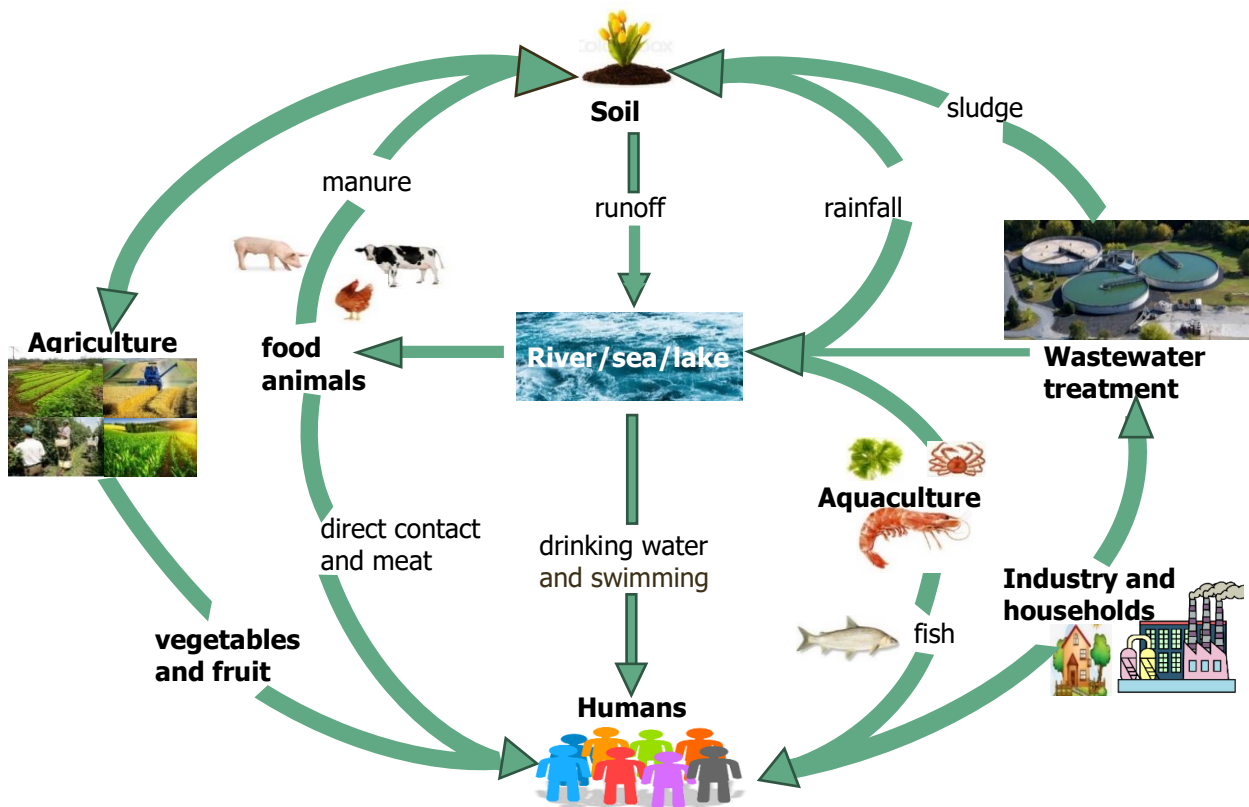 Soil
sludge
manure
runoff
rainfall
Agriculture
food
animals
River/sea/lake
Wastewater
treatment
Aquaculture
direct contact
and meat
drinking water
and swimming
Industry and
households
vegetables
and fruit
fish
Humans